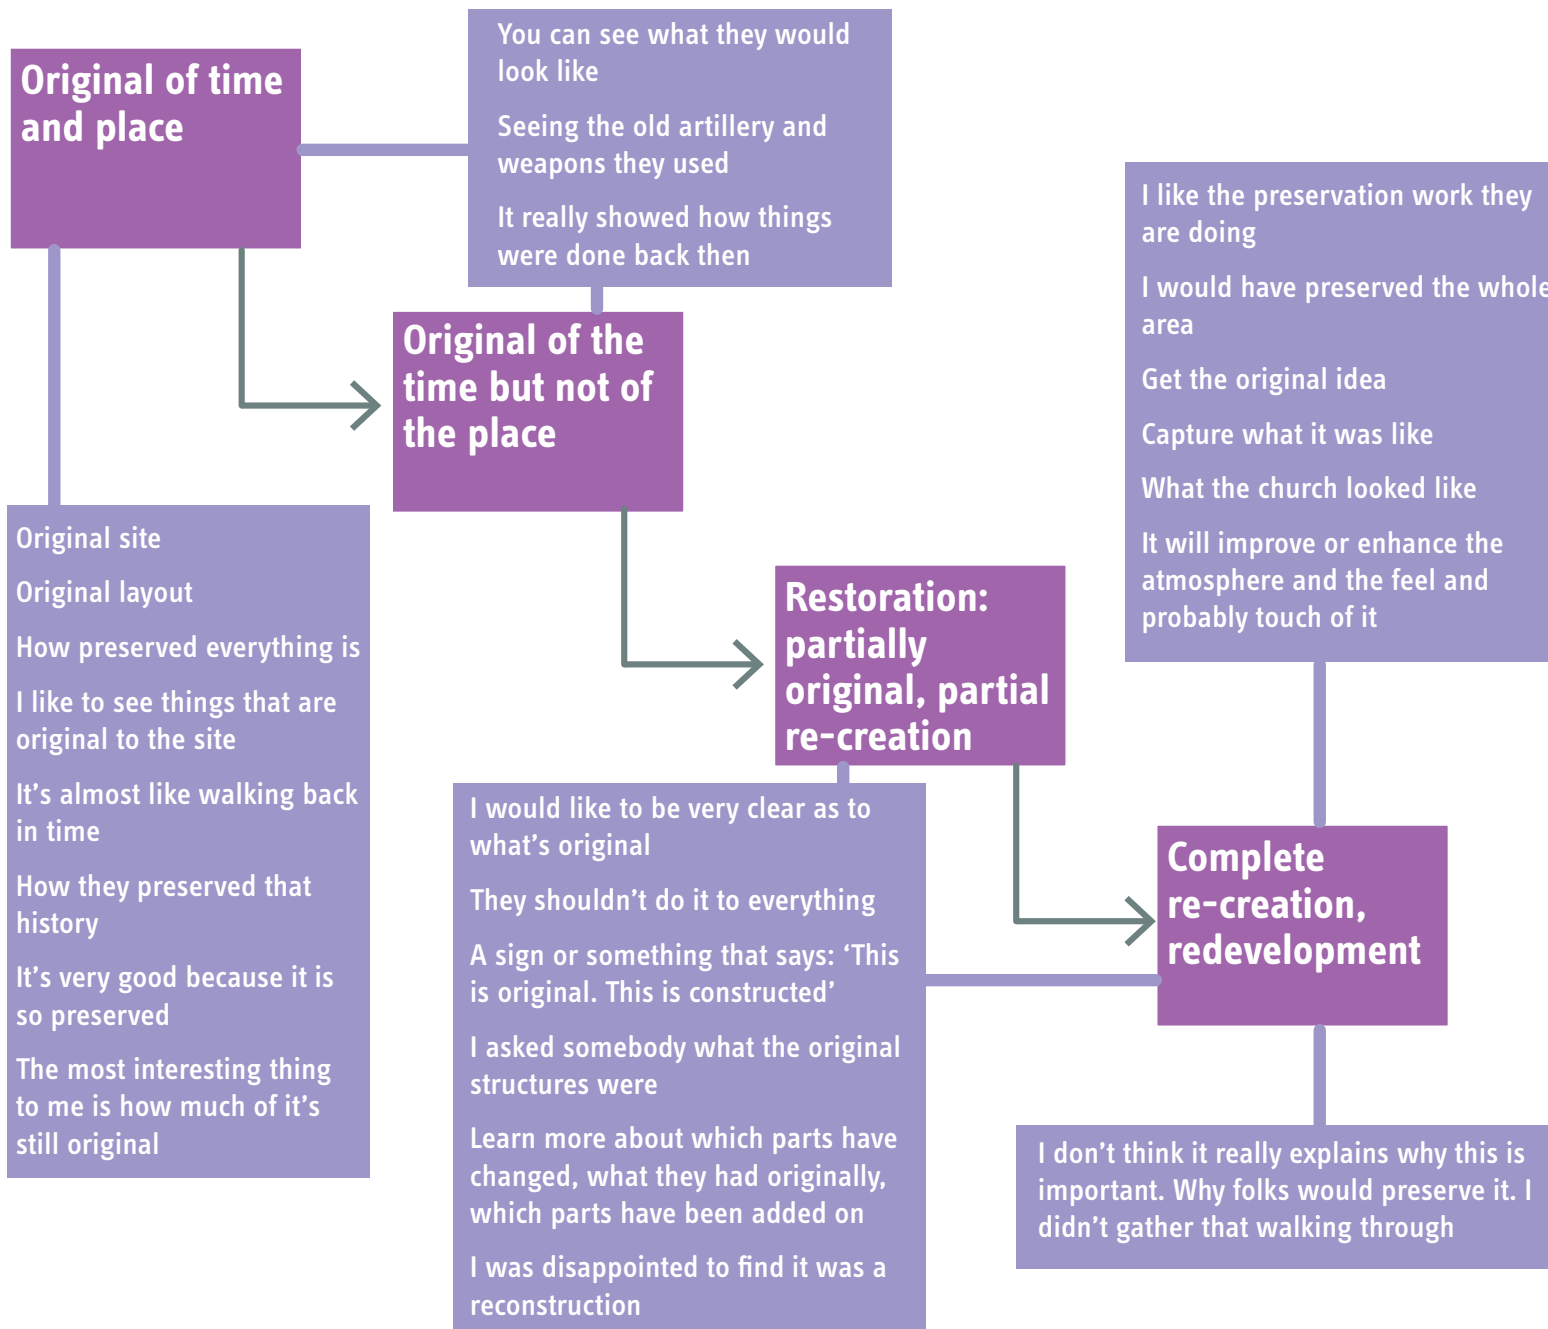 Original of time
and place
You can see what they would
look like
Seeing the old artillery and
weapons they used
It really showed how things
were done back then
Original of the
time but not of
the place
Original site
Original layout
How preserved everything is
I like to see things that are
original to the site
It's almost like walking back
in time
How they preserved that
history
It's very good because it is
so preserved
The most interesting thing
to me is how much of it's
still original
Restoration:
partially
original, partial
re-creation
I would like to be very clear as to
what's original
They shouldn't do it to everything
A sign or something that says: 'This
is original. This is constructed'
I asked somebody what the original
structures were
Learn more about which parts have
changed, what they had originally,
which parts have been added on
I was disappointed to find it was a
reconstruction
I like the preservation work they
are doing
I would have preserved the whole
area
Get the original idea
Capture what it was like
What the church looked like
It will improve or enhance the
atmosphere and the feel and
probably touch of it
Complete
re-creation,
redevelopment
I don't think it really explains why this is
important. Why folks would preserve it. I
didn't gather that walking through